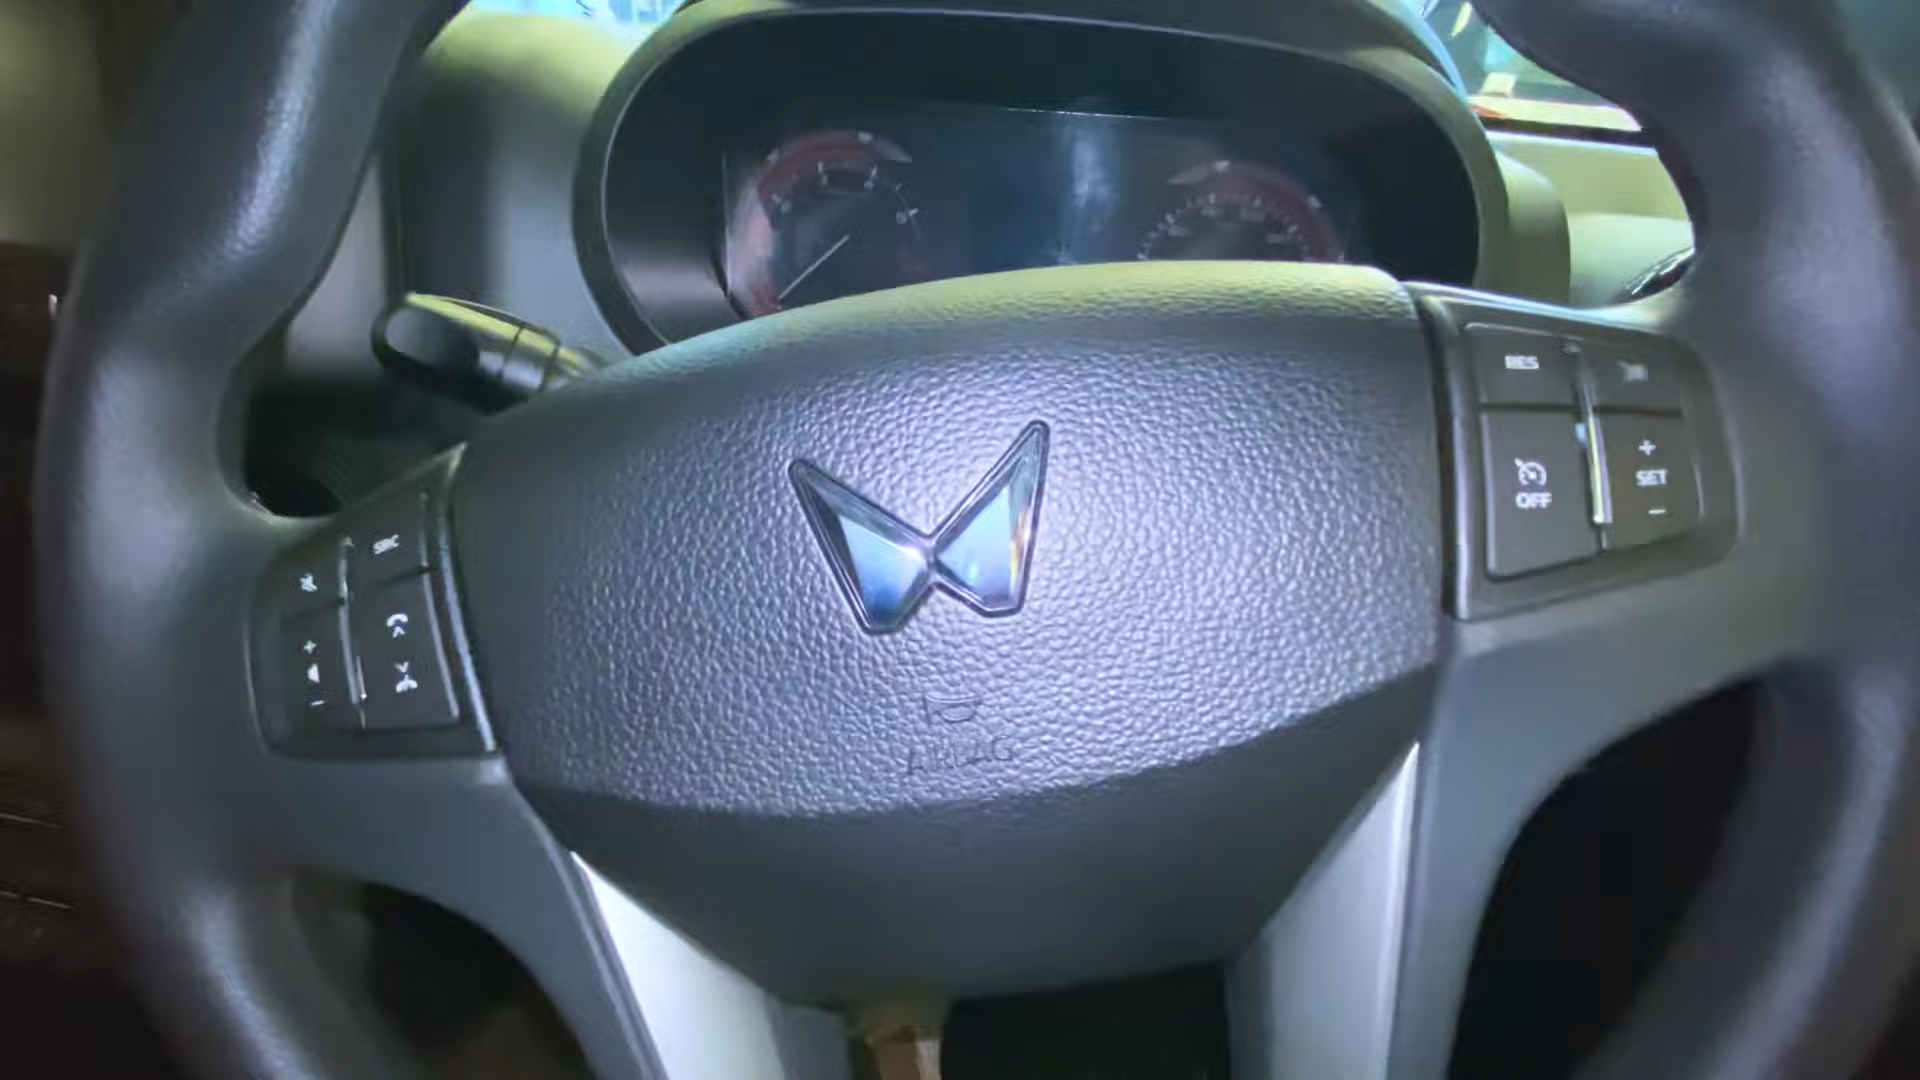 RES
OFF
+
SET
−
SRC
+
−
AIRBAG